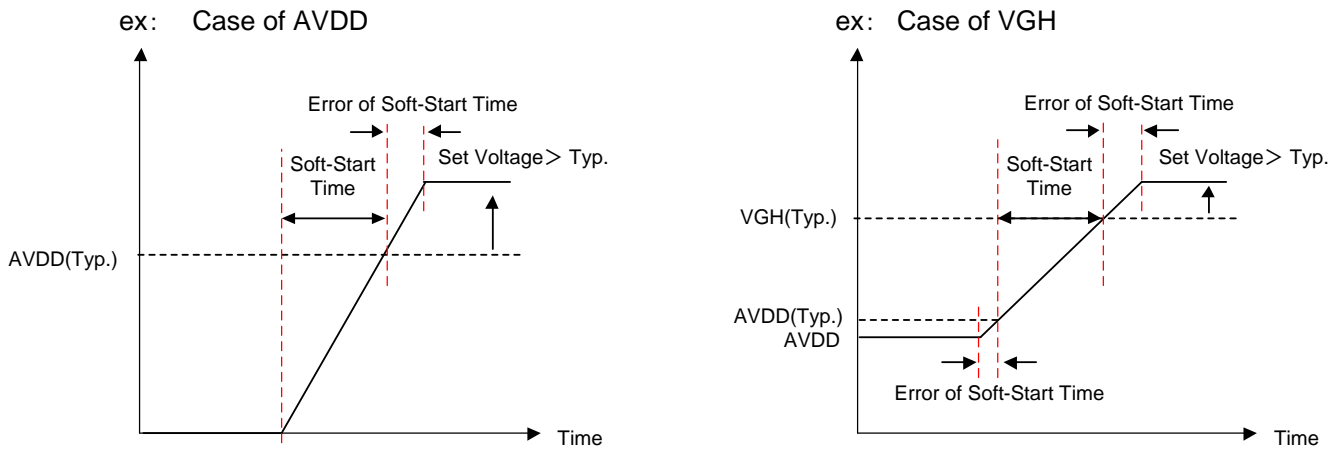 ex: Case of AVDD
Error of Soft-Start Time
Soft-Start
Time
Set Voltage＞ Typ.
AVDD(Typ.)
Time
ex: Case of VGH
Error of Soft-Start Time
Soft-Start
Time
Set Voltage＞ Typ.
VGH(Typ.)
AVDD(Typ.)
AVDD
Error of Soft-Start Time
Time